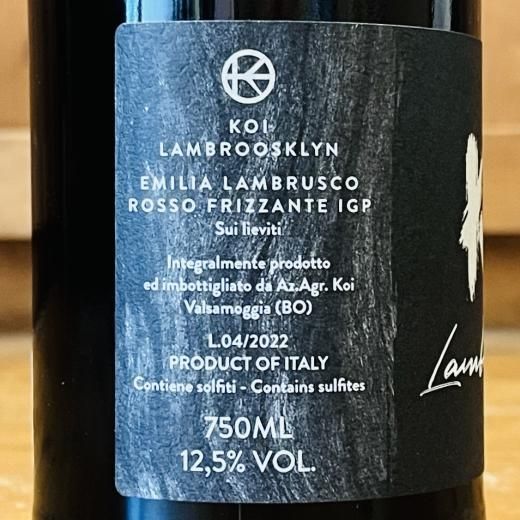 KOI
LAMBROOSKLYN
EMILIA LAMBRUSCO
ROSSO FRIZZANTE IGP
Sui lieviti
Integralmente prodotto
ed imbottigliato da Az.Agr. Koi
Valsamoggia (BO)
L.04/2022
PRODUCT OF ITALY
Contiene solfiti - Contains sulfites
750ML
12,5% VOL.